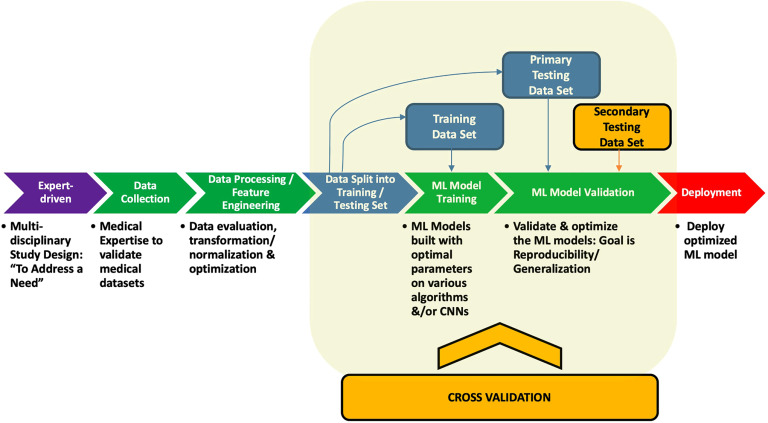 Primary
Testing
Data Set
Training
Data Set
Secondary
Testing
Data Set
Expert-
driven
Data
Collection
Data Processing /
Feature
Engineering
Data Split into
Training /
Testing Set
ML Model
Training
ML Model Validation
Deployment
• Multi-
disciplinary
Study Design:
“To Address a
Need”
• Medical
Expertise to
validate
medical
datasets
• Data evaluation,
transformation/
normalization &
optimization
• ML Models
built with
optimal
parameters
on various
algorithms
&/or CNNs
• Validate & optimize
the ML models: Goal is
Reproducibility/
Generalization
• Deploy
optimized
ML model
CROSS VALIDATION